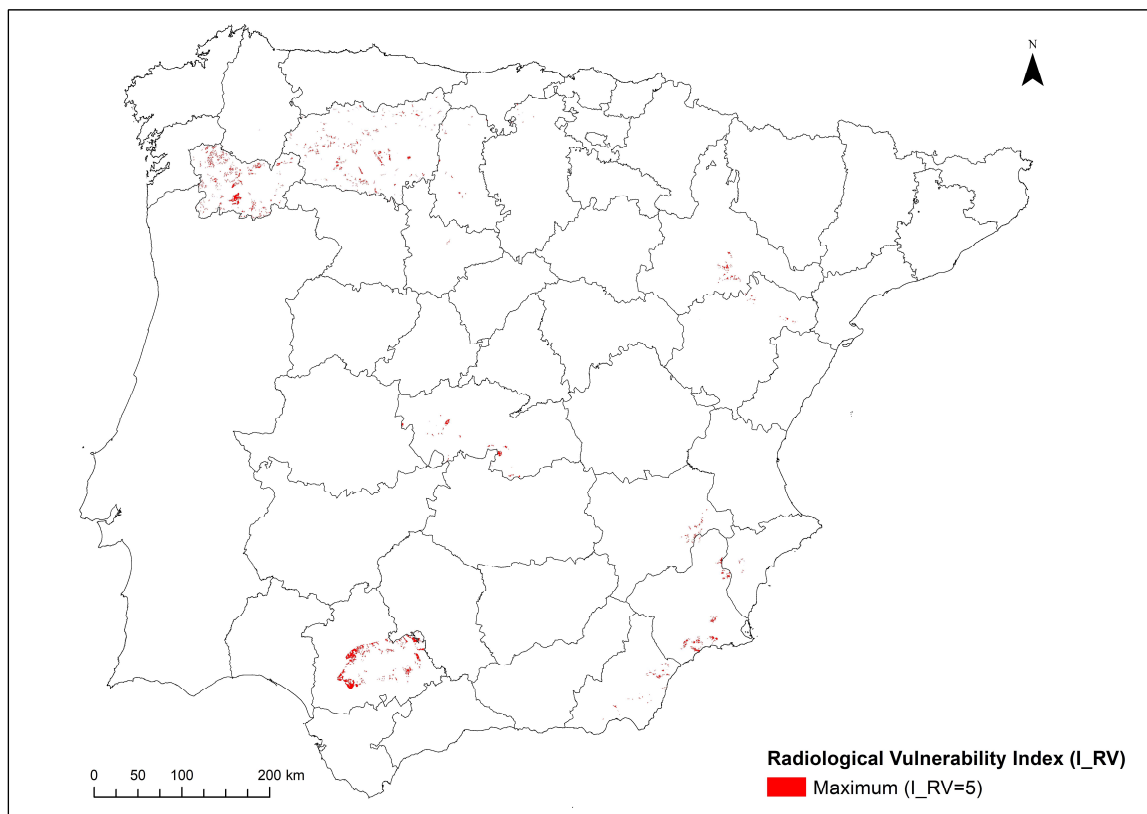 N
Radiological Vulnerability Index (I_RV)
Maximum (I_RV=5)
0 50 100 200 km